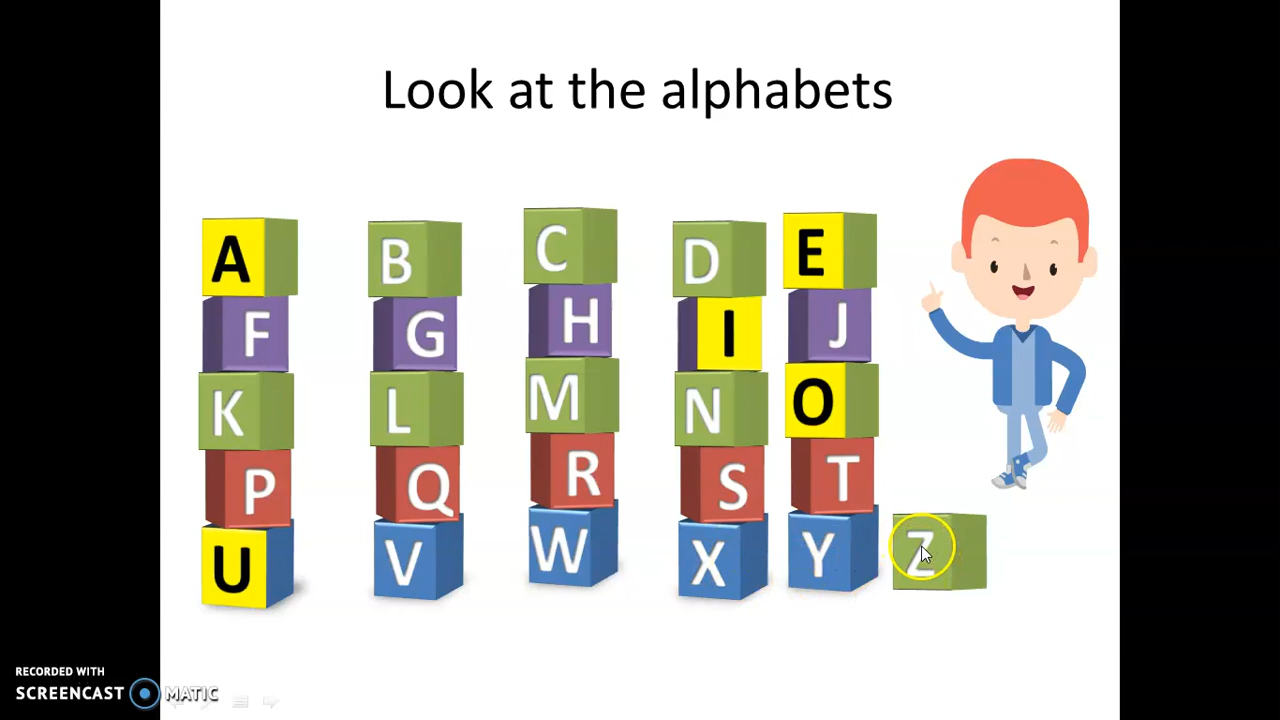 Look at the alphabets
A B C D E
F G H I J
K L M N O
P Q R S T
U V W X Y Z
RECORDED WITH
SCREENCAST MATIC